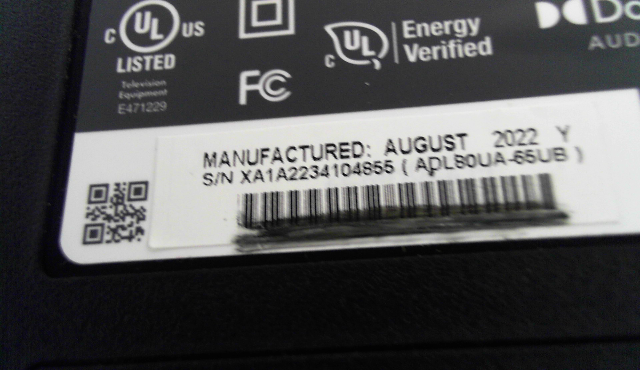 C UL US
LISTED
Television
Equipment
E471229
FC
C UL
Energy
Verified
AUD
MANUFACTURED: AUGUST 2022 Y
S/N XA1A2234104855 ( ADL80UA-65UB )